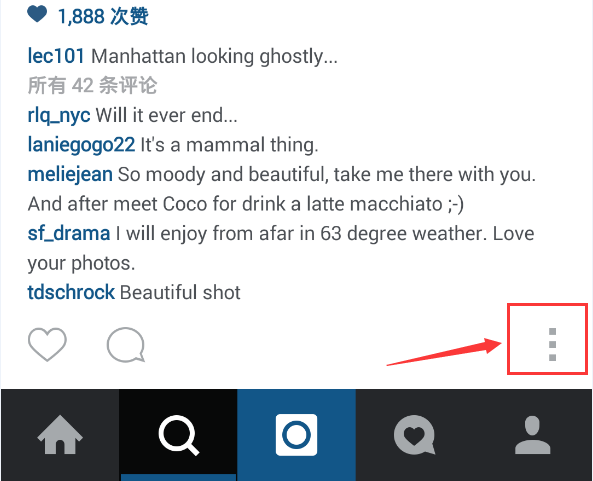 1,888 次赞
lec101 Manhattan looking ghostly...
所有 42 条评论
rlq_nyc Will it ever end...
laniegogo22 It's a mammal thing.
meliejean So moody and beautiful, take me there with you.
And after meet Coco for drink a latte macchiato ;-)
sf_drama I will enjoy from afar in 63 degree weather. Love
your photos.
tdschrock Beautiful shot